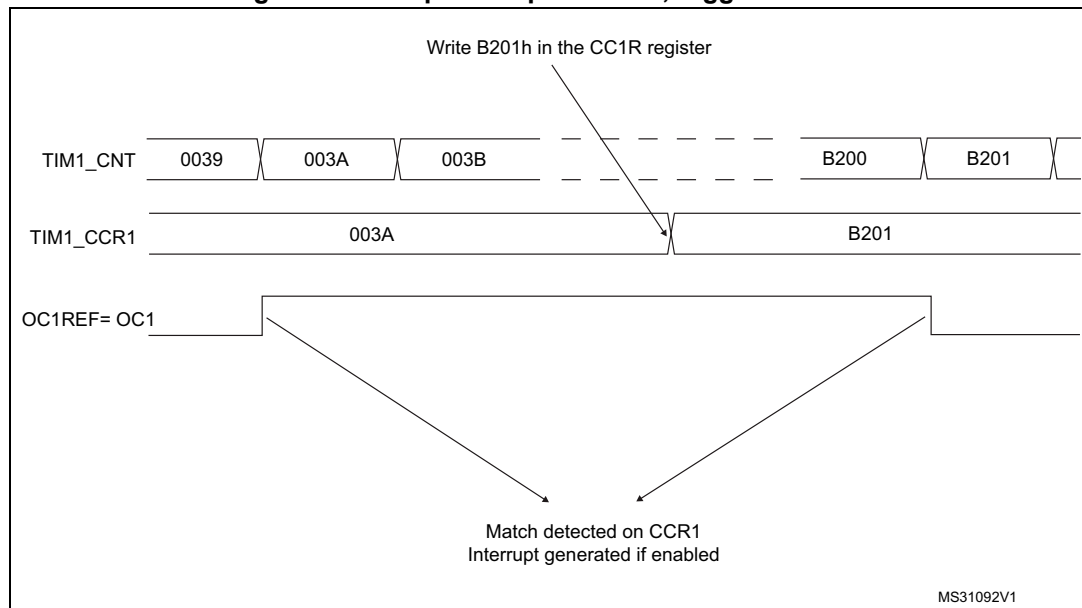 Write B201h in the CC1R register
TIM1_CNT 0039 003A 003B B200 B201
TIM1_CCR1 003A B201
OC1REF= OC1
Match detected on CCR1
Interrupt generated if enabled
MS31092V1